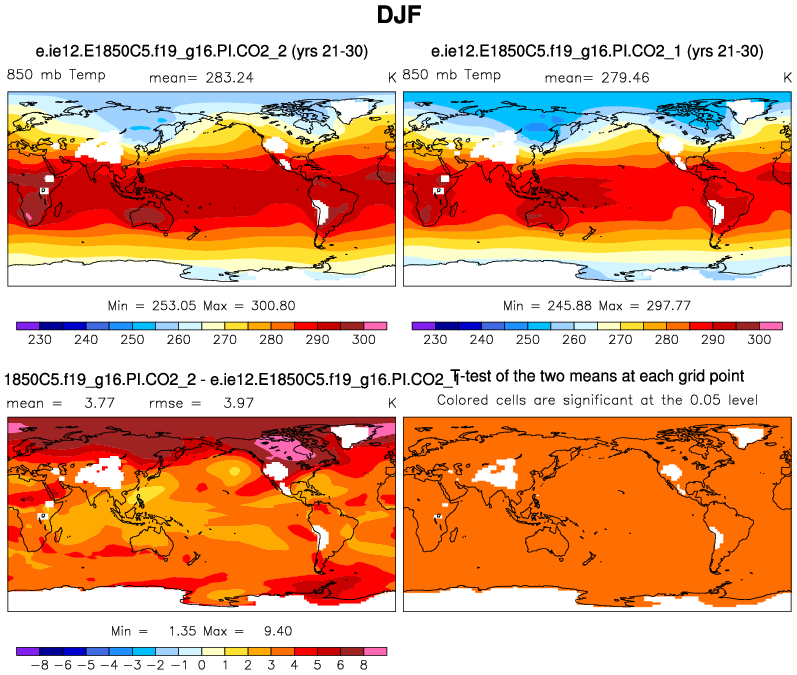 DJF
e.ie12.E1850C5.f19_g16.PI.CO2_2 (yrs 21-30)
850 mb Temp mean= 283.24 K
Min = 253.05 Max = 300.80
230 240 250 260 270 280 290 300
e.ie12.E1850C5.f19_g16.PI.CO2_1 (yrs 21-30)
850 mb Temp mean= 279.46 K
Min = 245.88 Max = 297.77
230 240 250 260 270 280 290 300
1850C5.f19_g16.PI.CO2_2 - e.ie12.E1850C5.f19_g16.PI.CO2_1
mean = 3.77 rmse = 3.97 K
Min = 1.35 Max = 9.40
-8 -6 -5 -4 -3 -2 -1 0 1 2 3 4 5 6 8
T-test of the two means at each grid point
Colored cells are significant at the 0.05 level